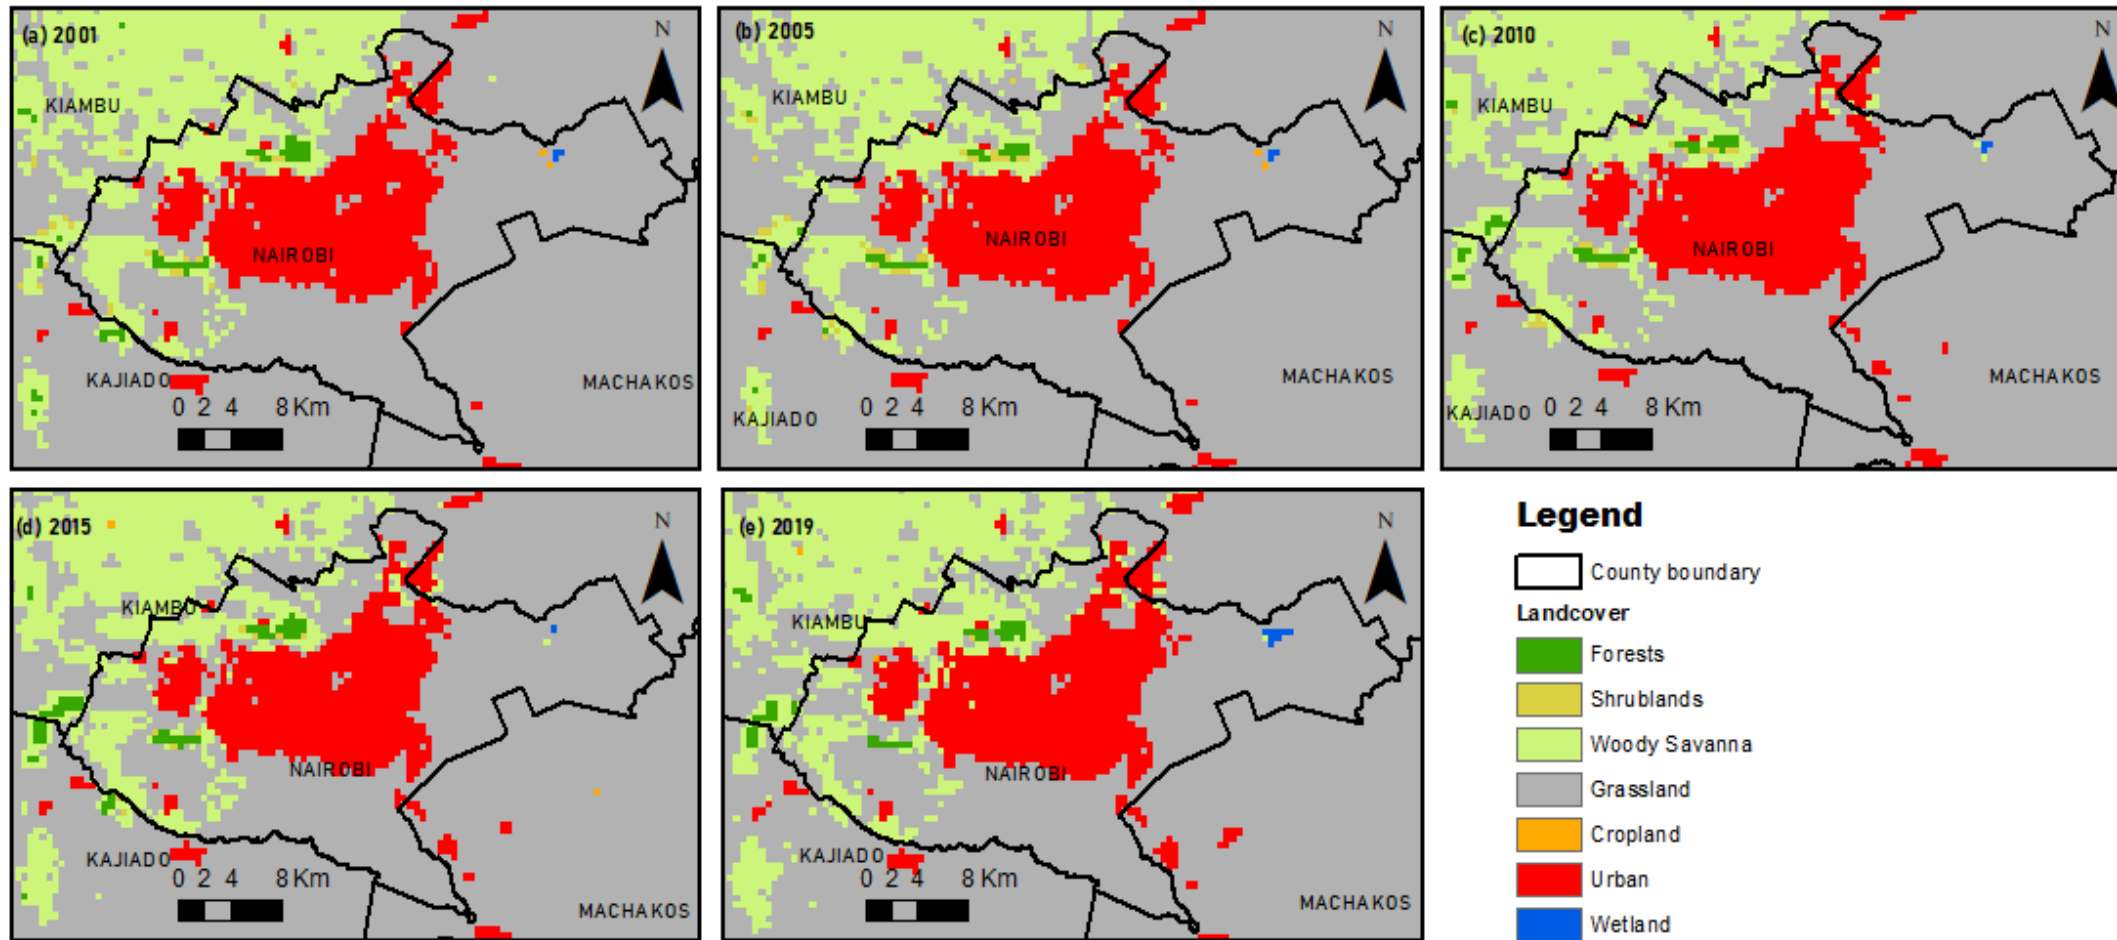 (a) 2001
N
KIAMBU
NAIROBI
KAJIADO
MACHAKOS
0 2 4 8 Km
(b) 2005
N
KIAMBU
NAIROBI
MACHAKOS
KAJIADO
0 2 4 8 Km
(c) 2010
N
KIAMBU
NAIROBI
MACHAKOS
KAJIADO
0 2 4 8 Km
(d) 2015
N
KIAMBU
NAIROBI
KAJIADO
0 2 4 8 Km
MACHAKOS
(e) 2019
N
KIAMBU
NAIROBI
KAJIADO
0 2 4 8 Km
MACHAKOS
Legend
County boundary
Landcover
Forests
Shrublands
Woody Savanna
Grassland
Cropland
Urban
Wetland